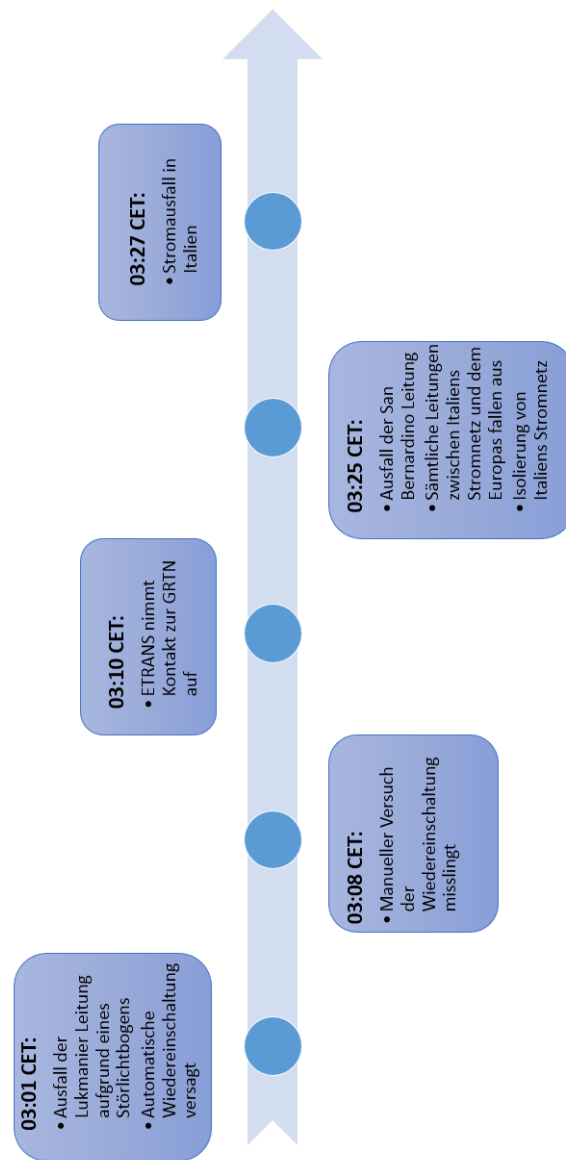 03:01 CET:
• Ausfall der
Lukmanier Leitung
aufgrund eines
Störlichtbogens
• Automatische
Wiedereinschaltung
versagt
03:08 CET:
• Manueller Versuch
der
Wiedereinschaltung
misslingt
03:10 CET:
• ETRANS nimmt
Kontakt zur GRTN
auf
03:25 CET:
• Ausfall der San
Bernardino Leitung
• Sämtliche Leitungen
zwischen Italiens
Stromnetz und dem
Europas fallen aus
• Isolierung von
Italiens Stromnetz
03:27 CET:
• Stromausfall in
Italien